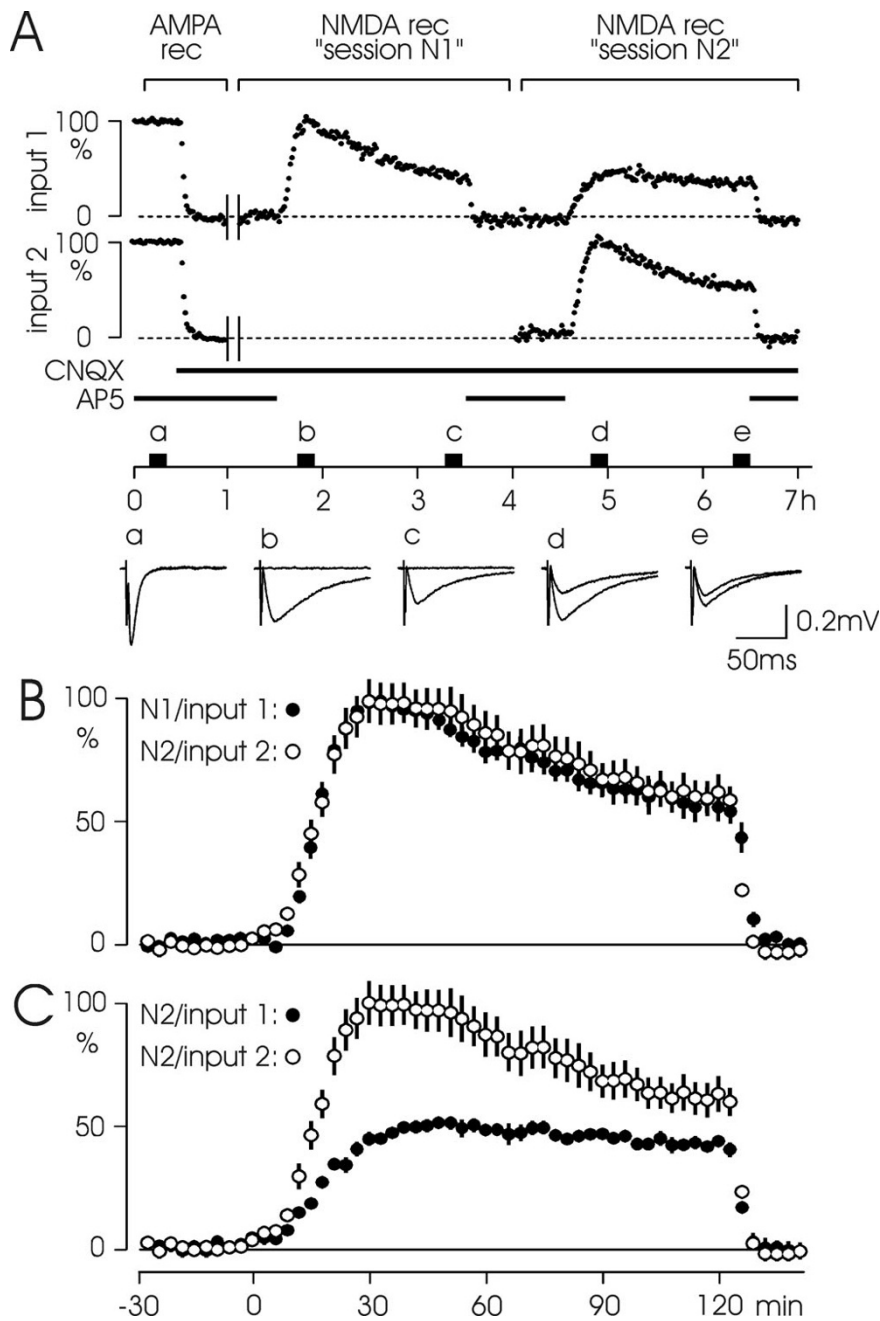 A
AMPA rec
NMDA rec "session N1"
NMDA rec "session N2"
input 1
100
%
0
input 2
100
%
0
CNQX
AP5
a b c d e
0 1 2 3 4 5 6 7h
a b c d e
0.2mV
50ms
B
100
%
50
0
N1/input 1:
N2/input 2:
C
100
%
50
0
N2/input 1:
N2/input 2:
-30 0 30 60 90 120 min